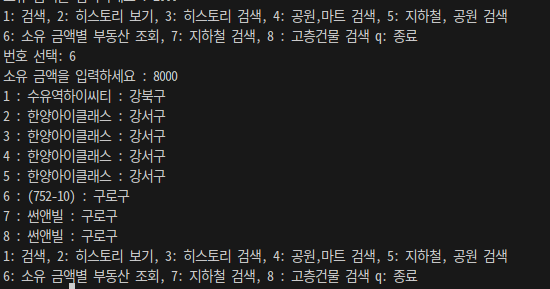 1: 검색, 2: 히스토리 보기, 3: 히스토리 검색, 4: 공원,마트 검색, 5: 지하철, 공원 검색
6: 소유 금액별 부동산 조회, 7: 지하철 검색, 8 : 고층건물 검색 q: 종료
번호 선택: 6
소유 금액을 입력하세요 : 8000
1 : 수유역하이씨티 : 강북구
2 : 한양아이클래스 : 강서구
3 : 한양아이클래스 : 강서구
4 : 한양아이클래스 : 강서구
5 : 한양아이클래스 : 강서구
6 : (752-10) : 구로구
7 : 썬앤빌 : 구로구
8 : 썬앤빌 : 구로구
1: 검색, 2: 히스토리 보기, 3: 히스토리 검색, 4: 공원,마트 검색, 5: 지하철, 공원 검색
6: 소유 금액별 부동산 조회, 7: 지하철 검색, 8 : 고층건물 검색 q: 종료